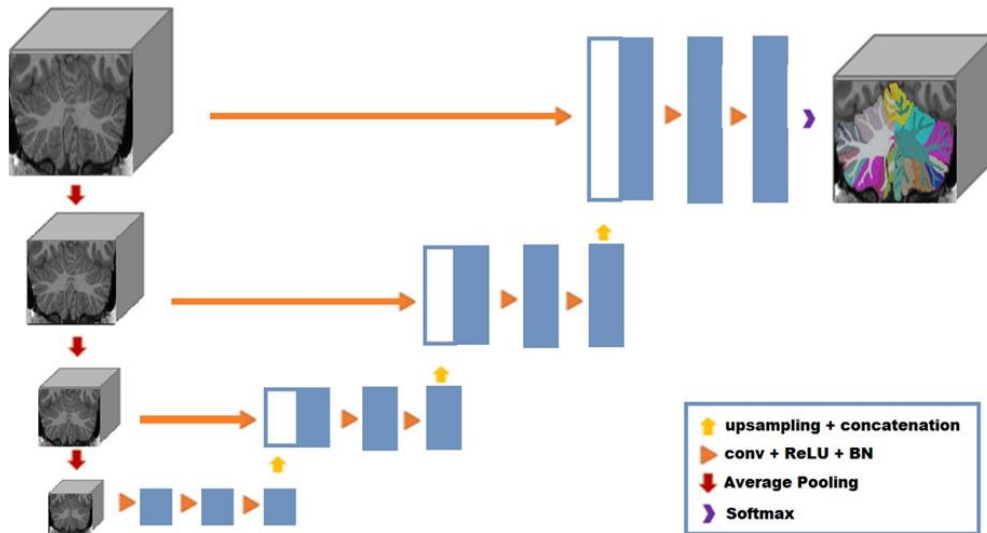 upsampling + concatenation
conv + ReLU + BN
Average Pooling
Softmax